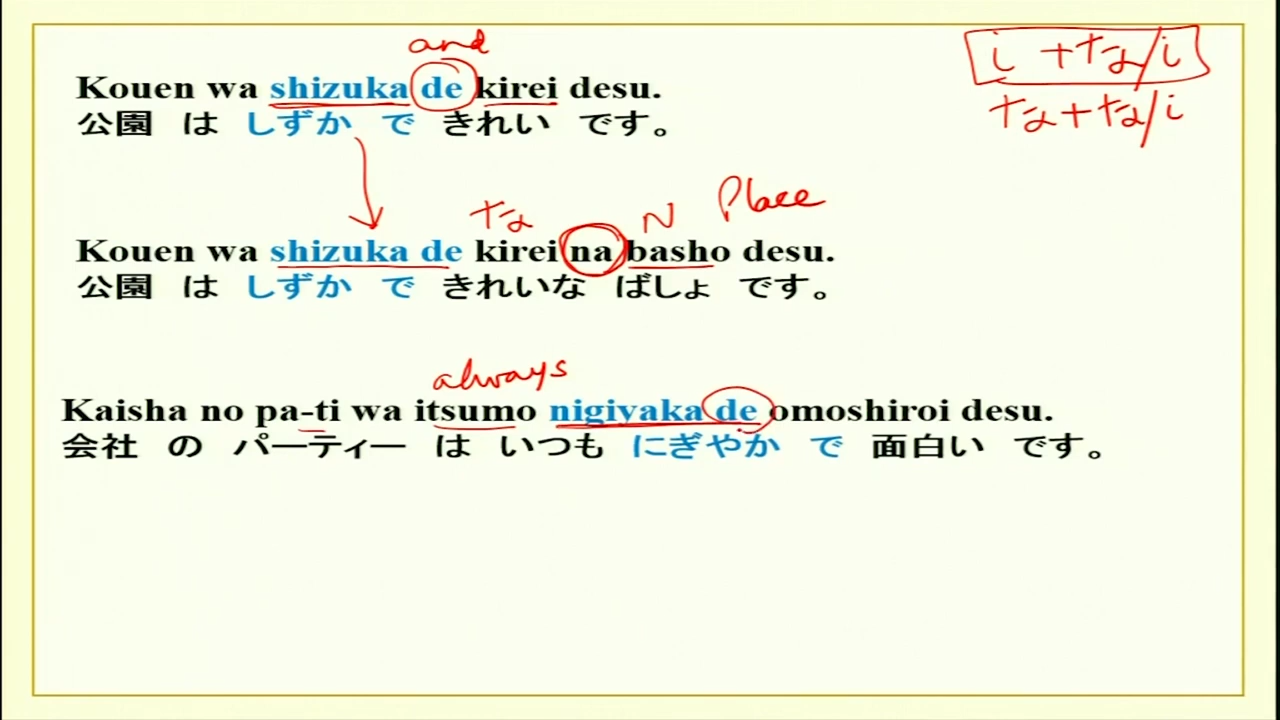 and
i + な/i
Kouen wa shizuka de kirei desu.
公園 は しずか で きれい です。
な + な/i
な N Place
Kouen wa shizuka de kirei na basho desu.
公園 は しずか で きれいな ばしょ です。
always
Kaisha no pa-ti wa itsumo nigiyaka de omoshiroi desu.
会社 の パーティー は いつも にぎやか で 面白い です。